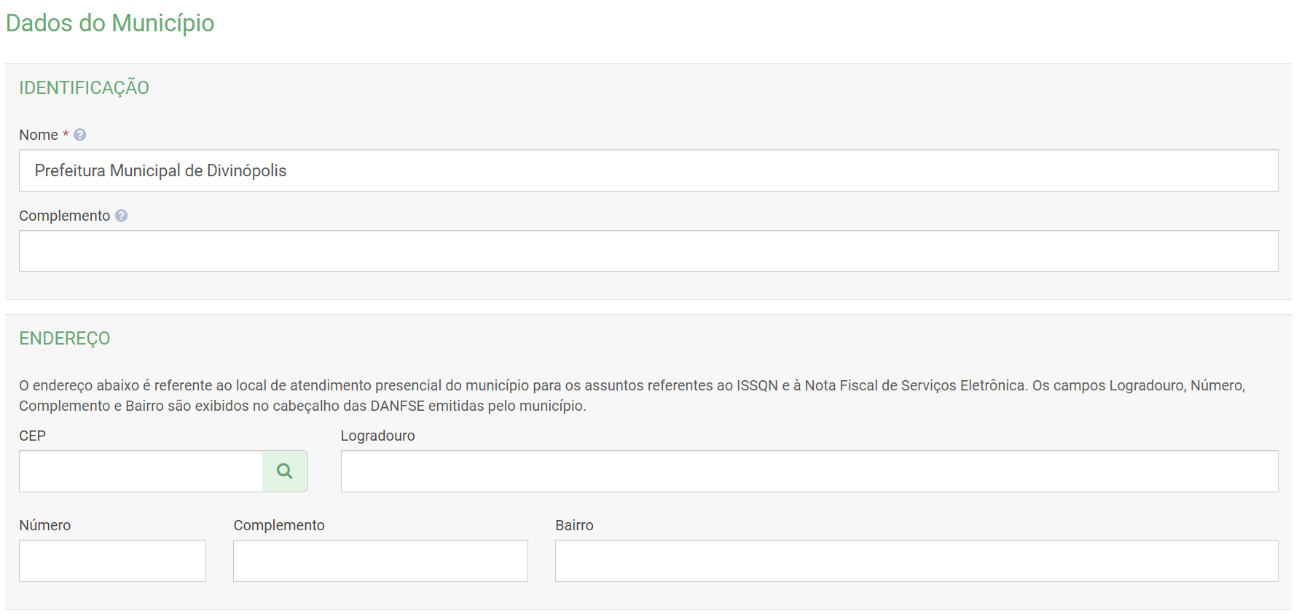 Dados do Município
IDENTIFICAÇÃO
Nome * ?
Prefeitura Municipal de Divinópolis
Complemento ?
ENDEREÇO
O endereço abaixo é referente ao local de atendimento presencial do município para os assuntos referentes ao ISSQN e à Nota Fiscal de Serviços Eletrônica. Os campos Logradouro, Número,
Complemento e Bairro são exibidos no cabeçalho das DANFSE emitidas pelo município.
CEP Logradouro
Número Complemento Bairro